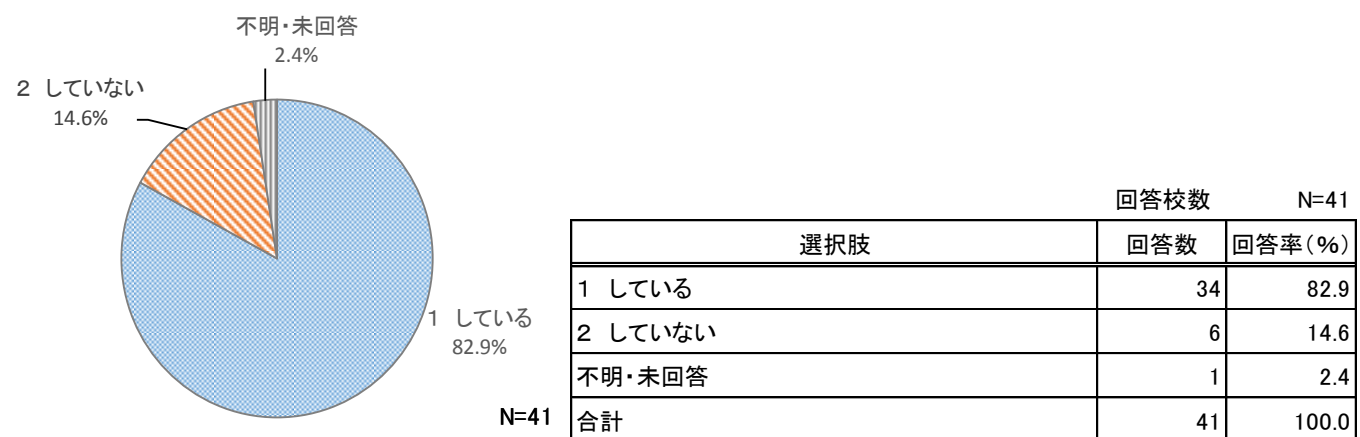 不明・未回答
2.4%
2 していない
14.6%
1 している
82.9%
N=41
回答校数 N=41
選択肢 回答数 回答率(%)
1 している 34 82.9
2 していない 6 14.6
不明・未回答 1 2.4
合計 41 100.0